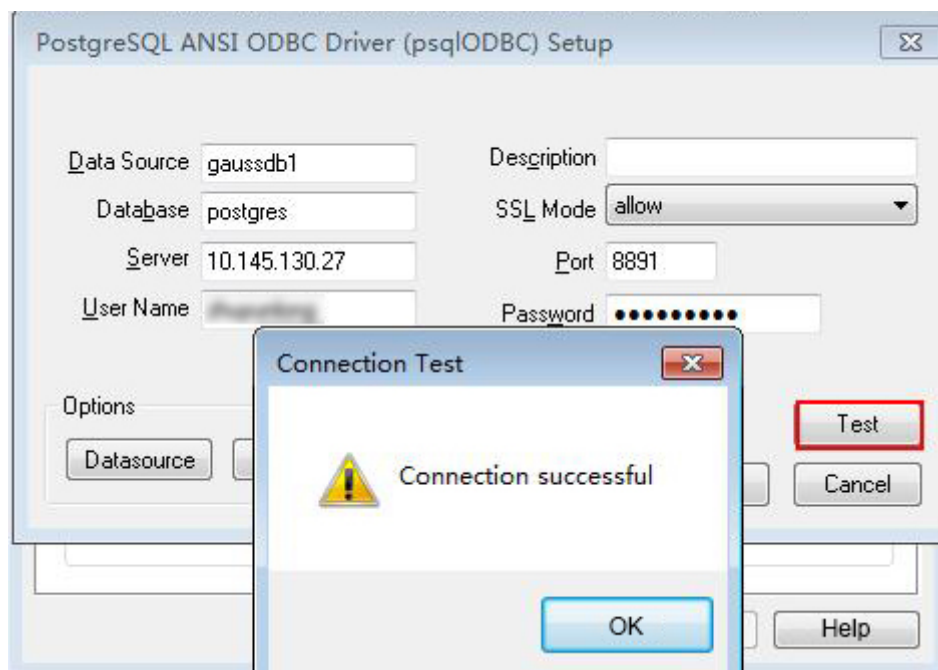 PostgreSQL ANSI ODBC Driver (psqlODBC) Setup
Data Source gaussdb1 Description
Database postgres SSL Mode allow
Server 10.145.130.27 Port 8891
User Name Password
Connection Test
Options
Test
Datasource
Connection successful
Cancel
OK
Help